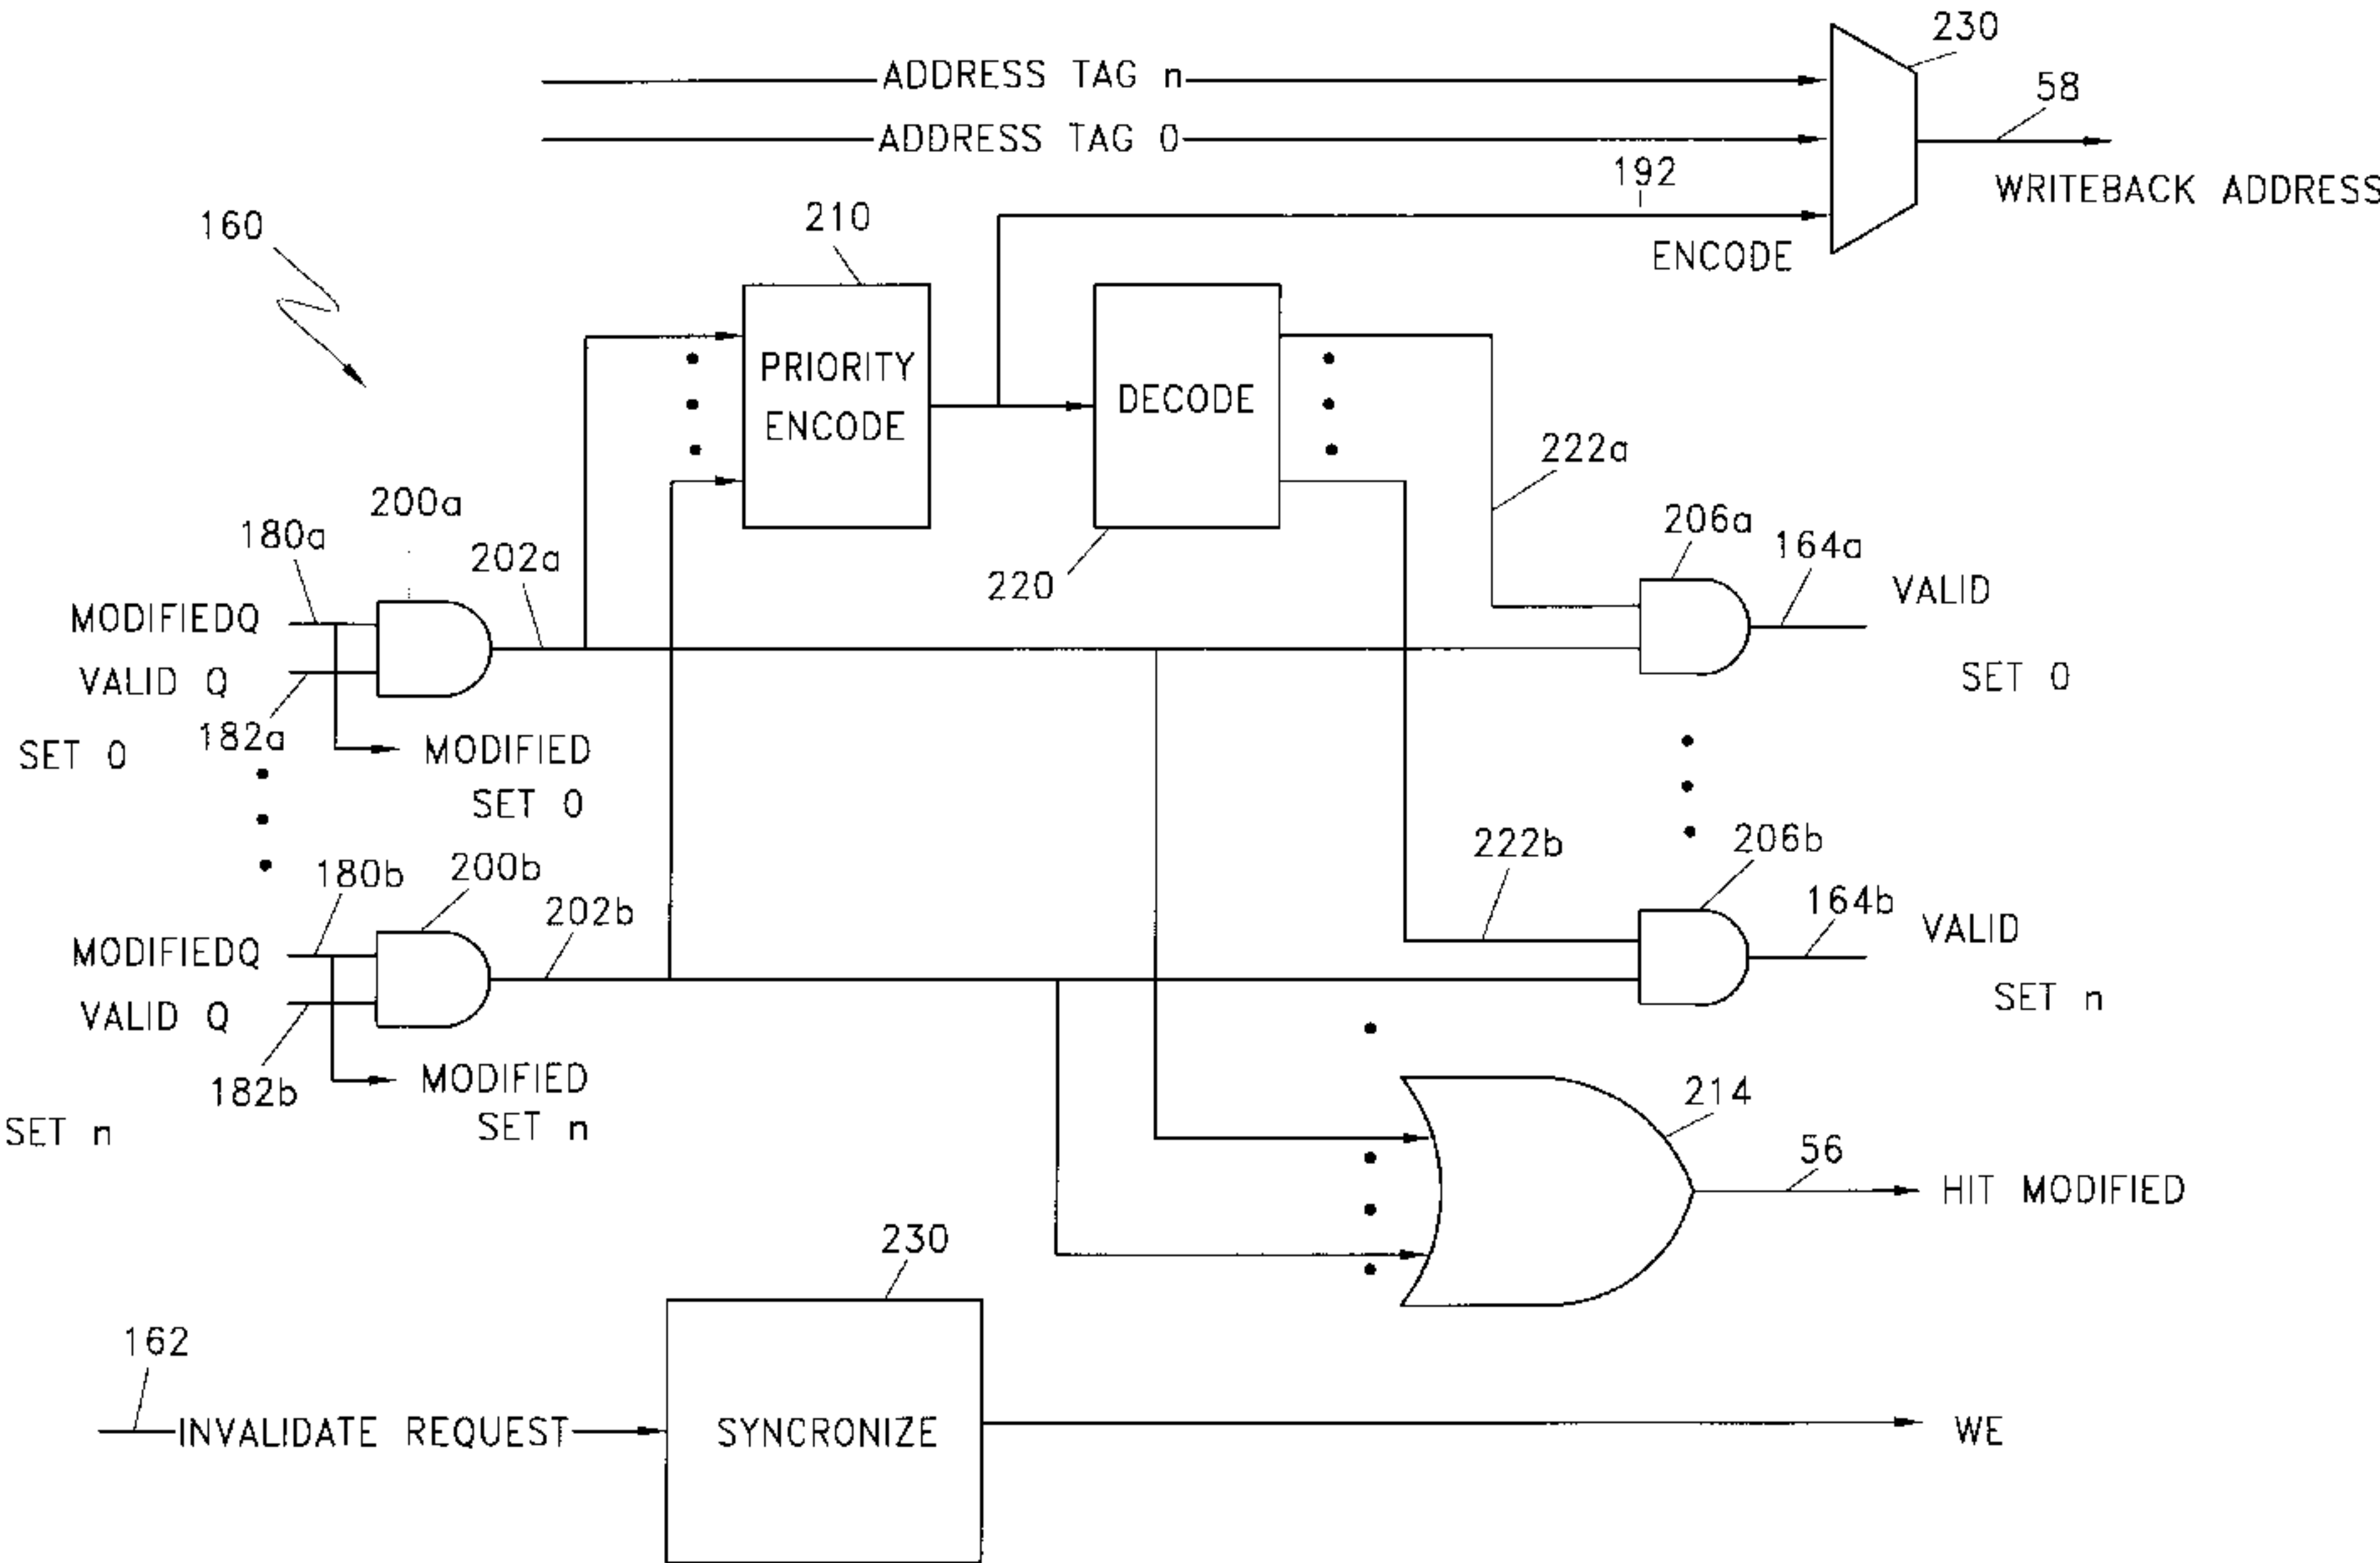 230
ADDRESS TAG n
58
ADDRESS TAG 0
192
WRITEBACK ADDRESS
160
210
ENCODE
PRIORITY
ENCODE
DECODE
222a
200a
180a
202a
220
206a
164a
MODIFIEDQ
VALID
VALID Q
SET 0
182a
SET 0
MODIFIED
SET 0
180b
200b
222b
206b
202b
164b
MODIFIEDQ
VALID
VALID Q
SET n
182b
MODIFIED
214
SET n
SET n
56
HIT MODIFIED
230
162
INVALIDATE REQUEST
SYNCRONIZE
WE